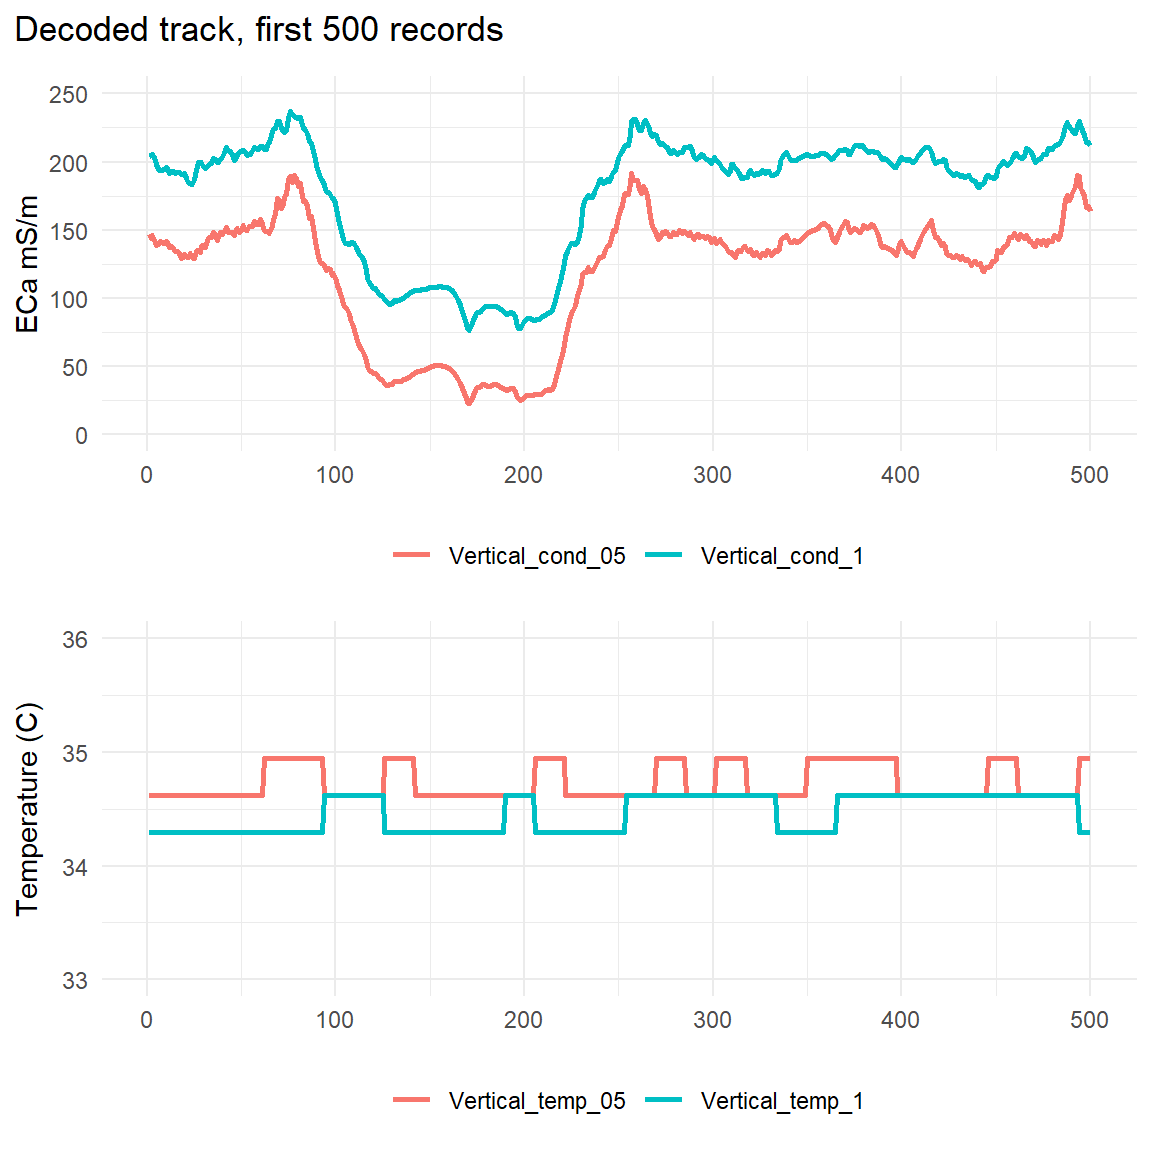 Decoded track, first 500 records
ECa mS/m
250
200
150
100
50
0
0 100 200 300 400 500
Vertical_cond_05 Vertical_cond_1
Temperature (C)
36
35
34
33
0 100 200 300 400 500
Vertical_temp_05 Vertical_temp_1